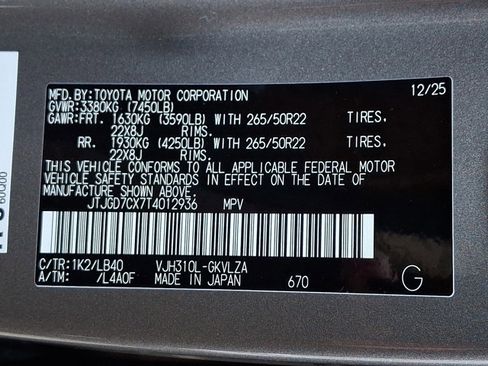 MFD.BY:TOYOTA MOTOR CORPORATION 12/25
GVWR:3380KG (7450LB)
GAWR:FRT. 1630KG (3590LB) WITH 265/50R22 TIRES.
22X8J RIMS.
RR. 1930KG (4250LB) WITH 265/50R22 TIRES.
22X8J RIMS.
THIS VEHICLE CONFORMS TO ALL APPLICABLE FEDERAL MOTOR
VEHICLE SAFETY STANDARDS IN EFFECT ON THE DATE OF
MANUFACTURE SHOWN ABOVE.
JTJGD7CX7T4012936 MPV
C/TR:1K2/LB40 VJH310L-GKVLZA
A/TM: /L4A0F MADE IN JAPAN 670 G